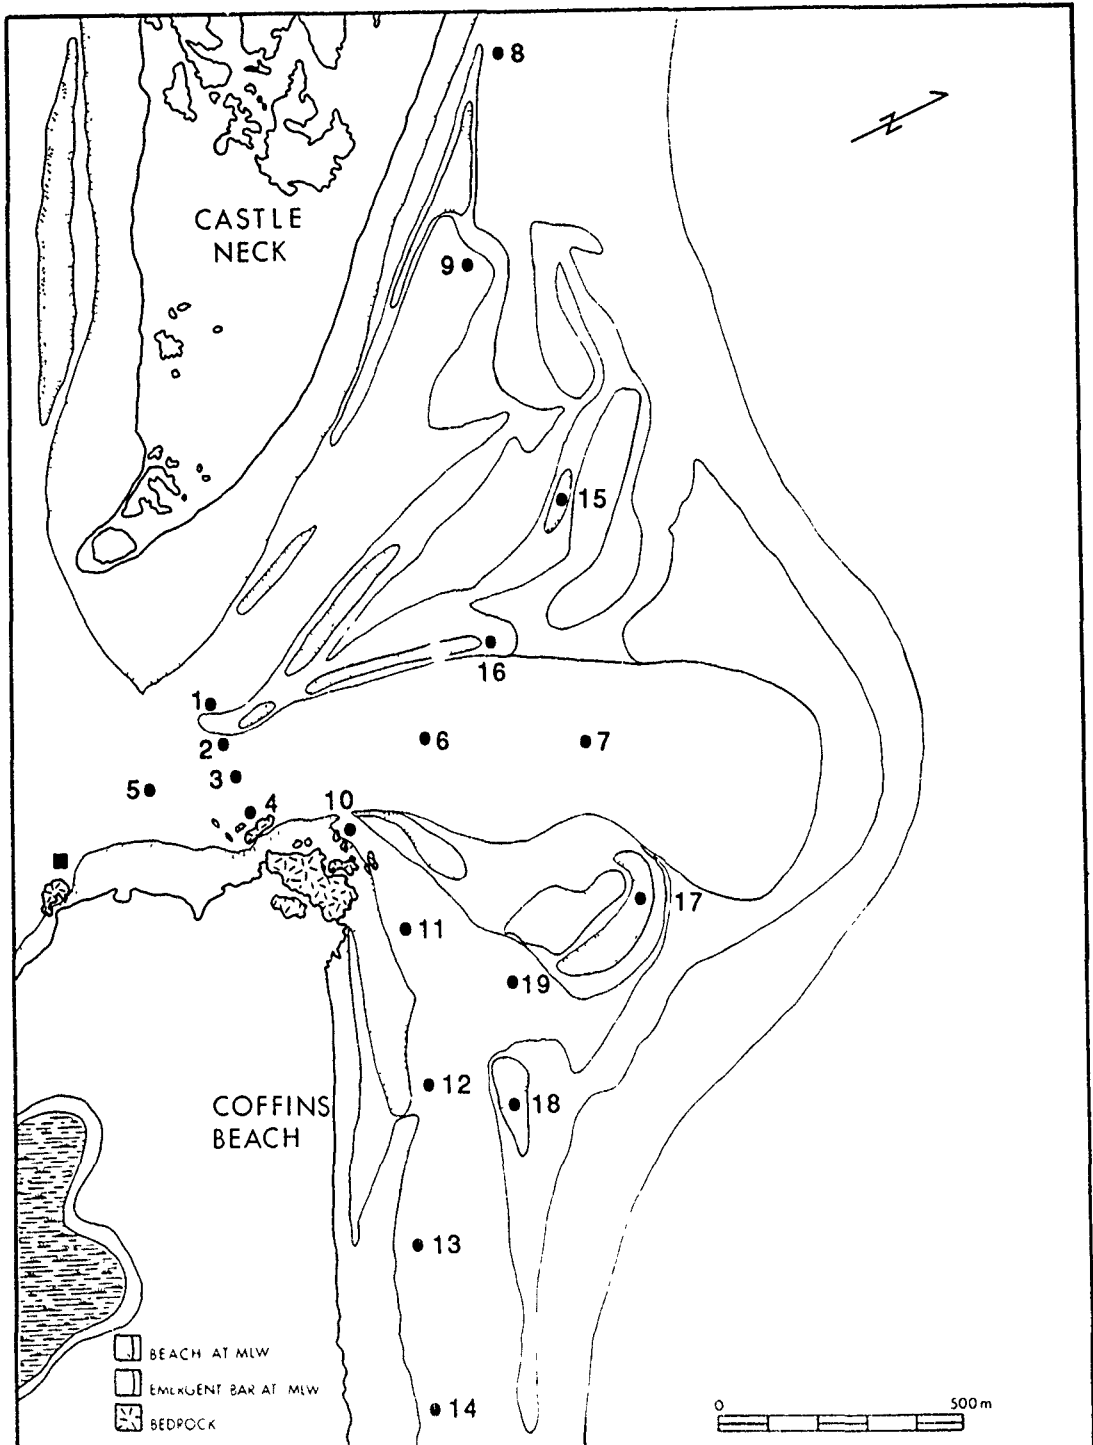 8
N
CASTLE
NECK
9
15
16
1
2
6
7
3
5
4
10
17
11
19
12
18
COFFINS
BEACH
13
BEACH AT MLW
EMERGENT BAR AT MLW
BEDROCK
14
0 500m